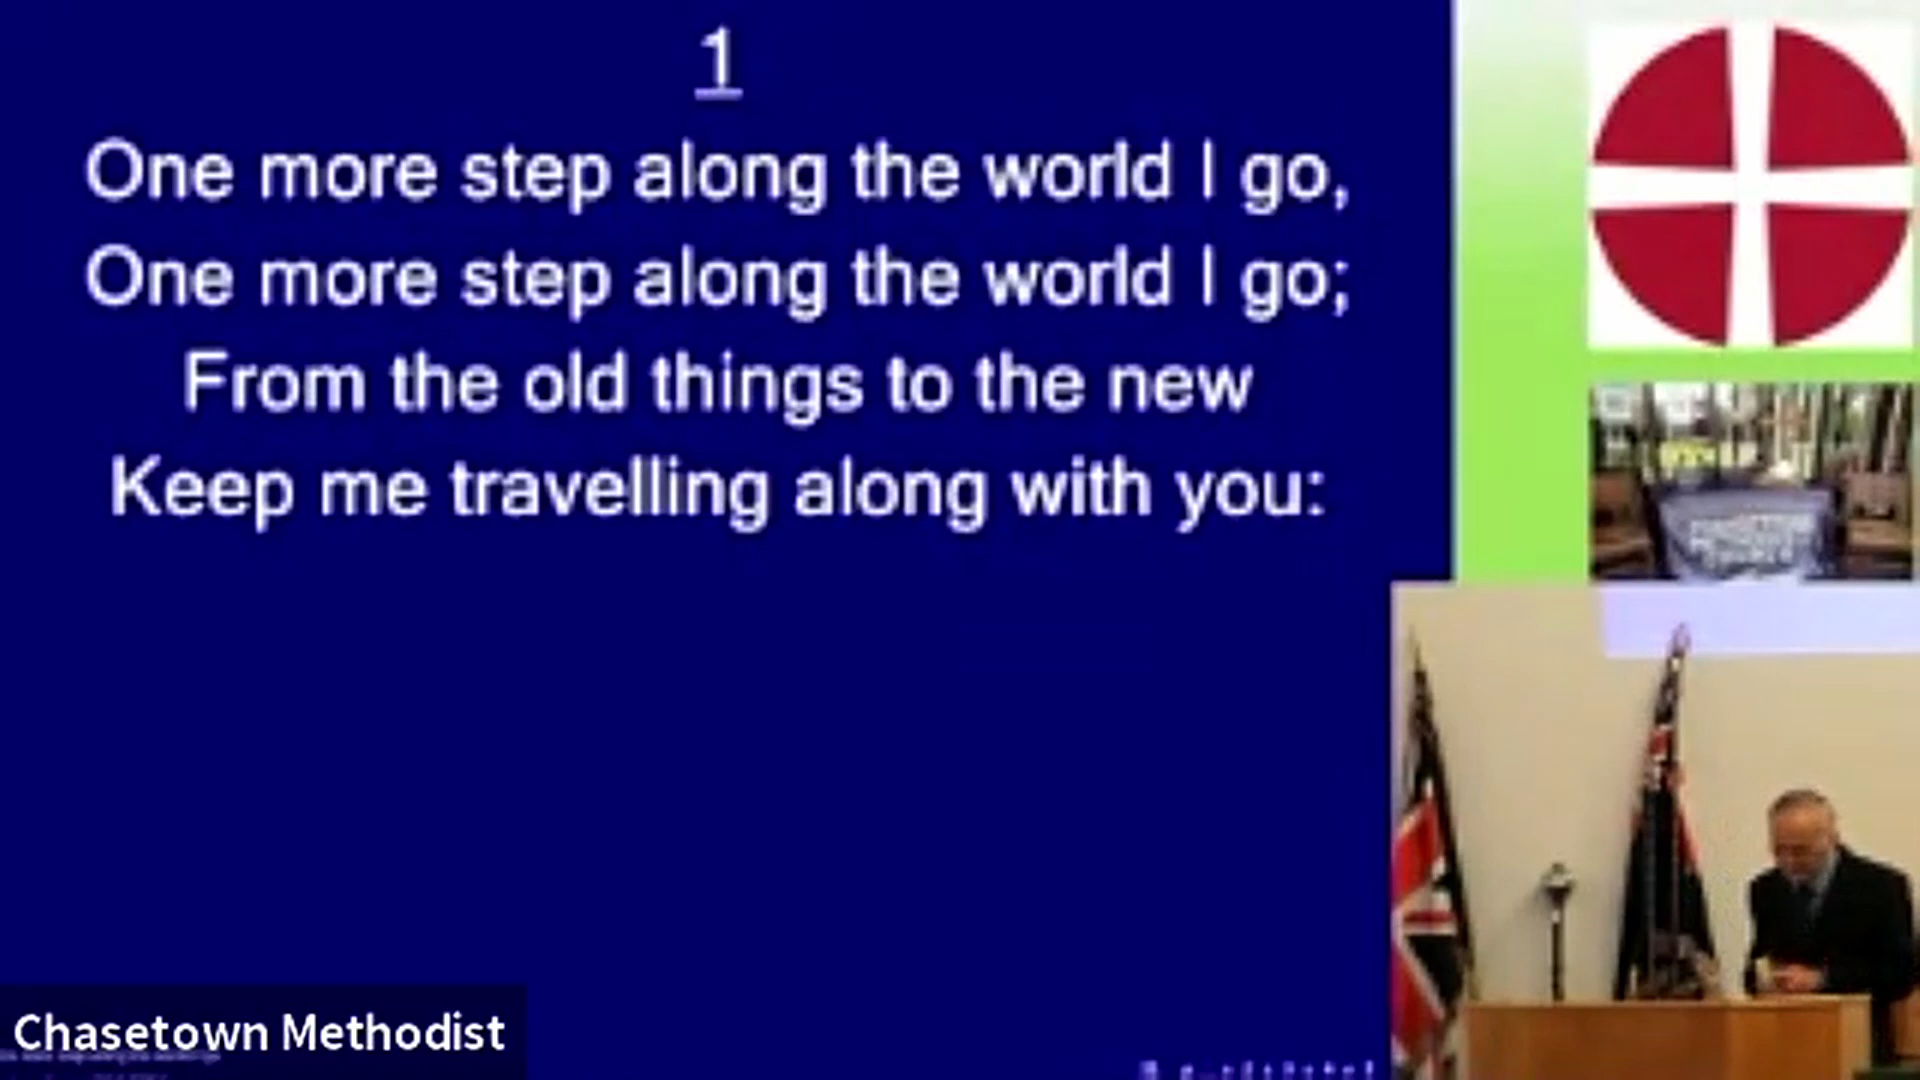 1
One more step along the world I go,
One more step along the world I go;
From the old things to the new
Keep me travelling along with you:
Chasetown Methodist